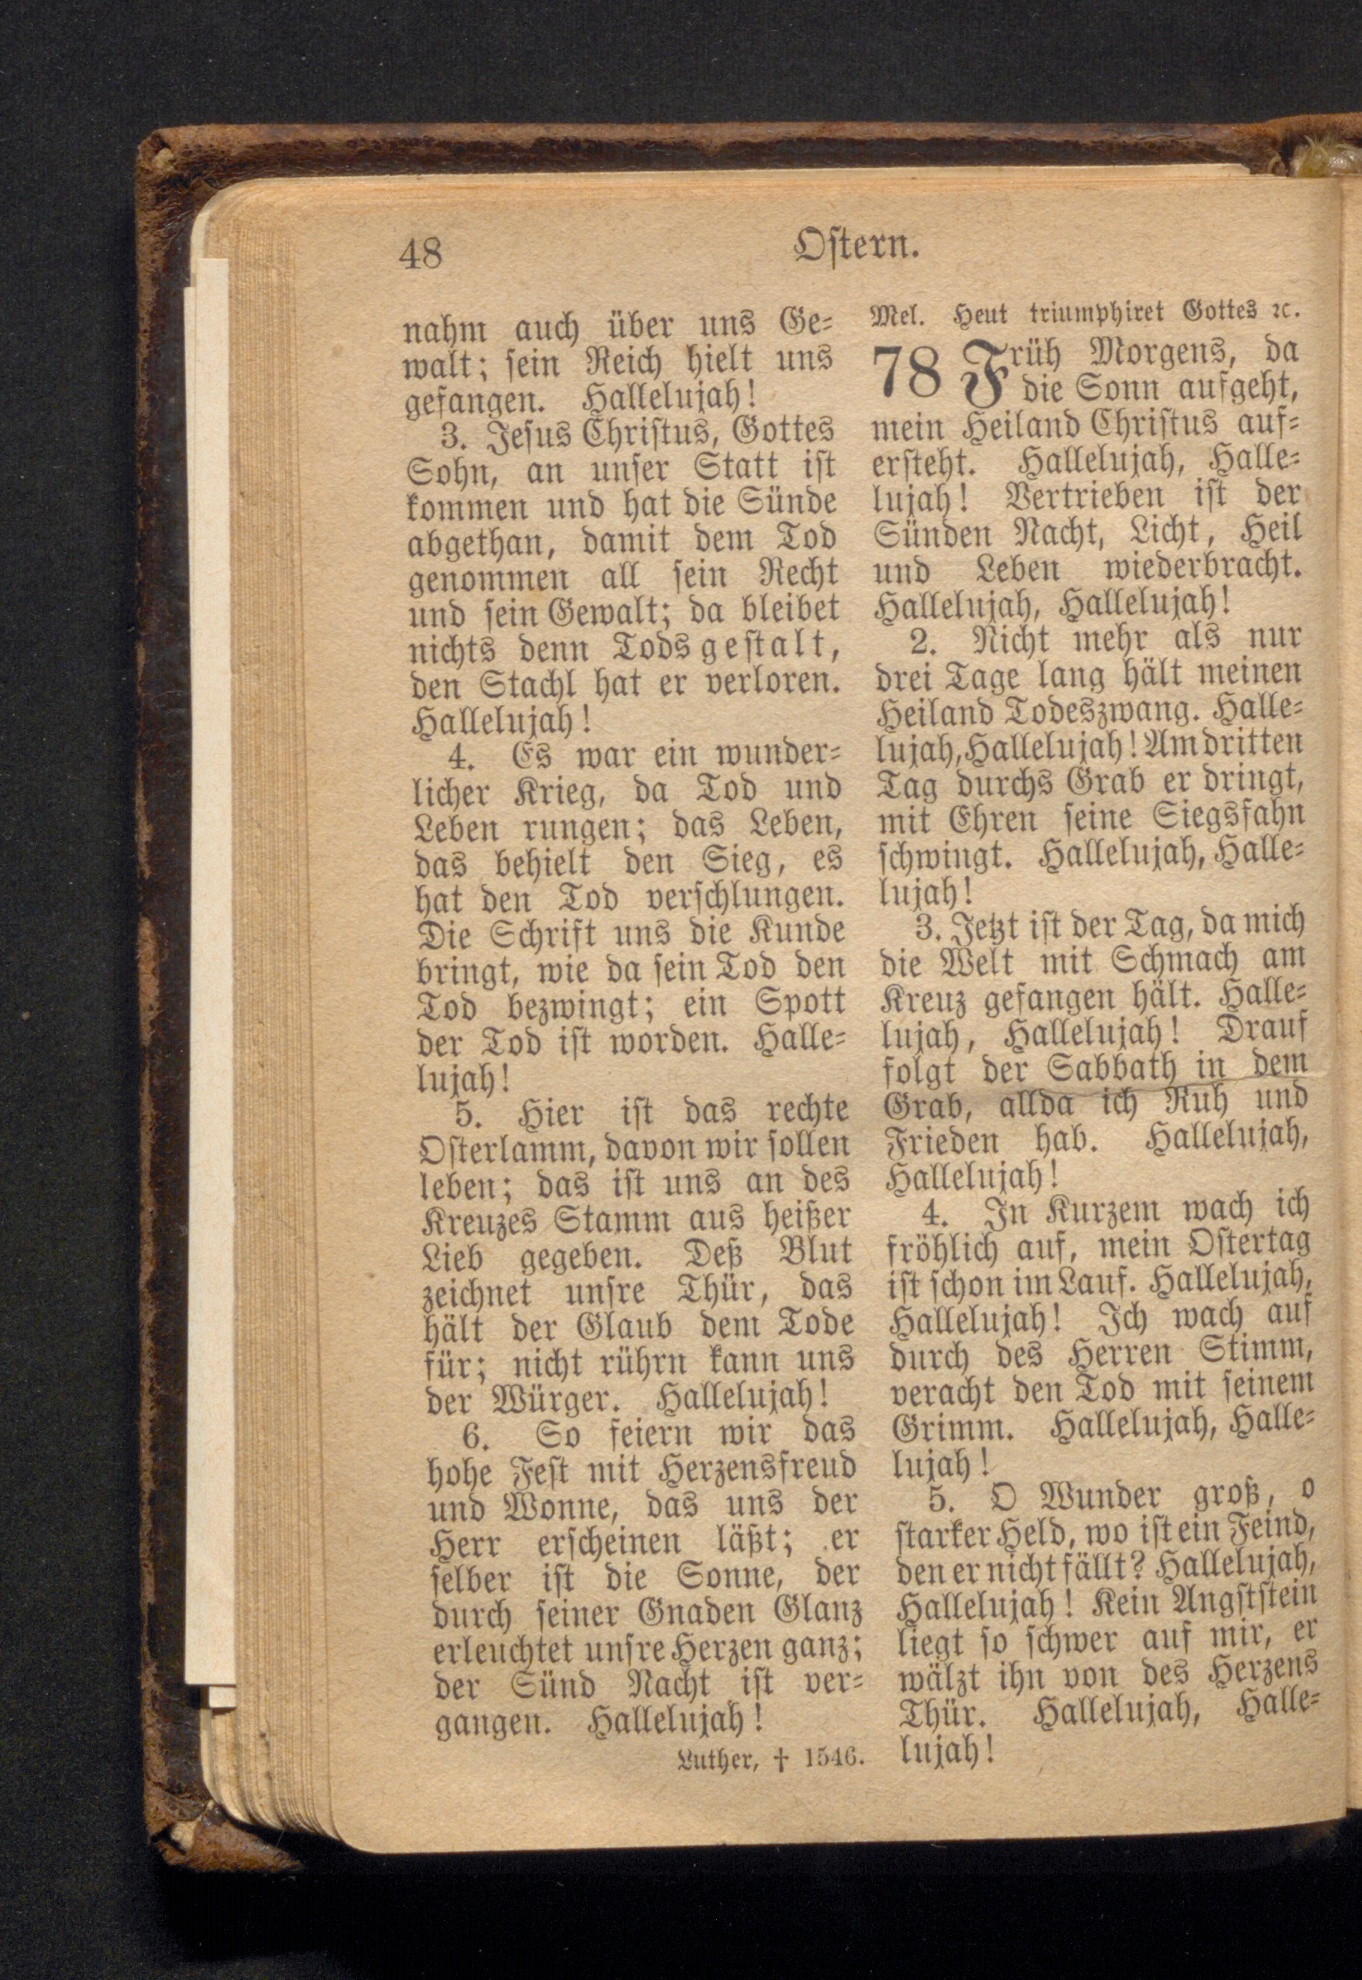 48
Ostern.
nahm auch über uns Ge-
walt; sein Reich hielt uns
gefangen. Hallelujah!
3. Jesus Christus, Gottes
Sohn, an unser Statt ist
kommen und hat die Sünde
abgethan, damit dem Tod
genommen all sein Recht
und sein Gewalt; da bleibet
nichts denn Tods gestalt,
den Stachl hat er verloren.
Hallelujah!
4. Es war ein wunder-
licher Krieg, da Tod und
Leben rungen; das Leben,
das behielt den Sieg, es
hat den Tod verschlungen.
Die Schrift uns die Kunde
bringt, wie da sein Tod den
Tod bezwingt; ein Spott
der Tod ist worden. Halle-
lujah!
5. Hier ist das rechte
Osterlamm, davon wir sollen
leben; das ist uns an des
Kreuzes Stamm aus heißer
Lieb gegeben. Deß Blut
zeichnet unsre Thür, das
hält der Glaub dem Tode
für; nicht rührn kann uns
der Würger. Hallelujah!
6. So feiern wir das
hohe Fest mit Herzensfreud
und Wonne, das uns der
Herr erscheinen läßt; er
selber ist die Sonne, der
durch seiner Gnaden Glanz
erleuchtet unsre Herzen ganz;
der Sünd Nacht ist ver-
gangen. Hallelujah!
Luther, † 1546.
Mel. Heut triumphiret Gottes ꝛc.
78 Früh Morgens, da
die Sonn aufgeht,
mein Heiland Christus auf-
ersteht. Hallelujah, Halle-
lujah! Vertrieben ist der
Sünden Nacht, Licht, Heil
und Leben wiederbracht.
Hallelujah, Hallelujah!
2. Nicht mehr als nur
drei Tage lang hält meinen
Heiland Todeszwang. Halle-
lujah, Hallelujah! Am dritten
Tag durchs Grab er dringt,
mit Ehren seine Siegsfahn
schwingt. Hallelujah, Halle-
lujah!
3. Jetzt ist der Tag, da mich
die Welt mit Schmach am
Kreuz gefangen hält. Halle-
lujah, Hallelujah! Drauf
folgt der Sabbath in dem
Grab, allda ich Ruh und
Frieden hab. Hallelujah,
Hallelujah!
4. In Kurzem wach ich
fröhlich auf, mein Ostertag
ist schon im Lauf. Hallelujah,
Hallelujah! Ich wach auf
durch des Herren Stimm,
veracht den Tod mit seinem
Grimm. Hallelujah, Halle-
lujah!
5. O Wunder groß, o
starker Held, wo ist ein Feind,
den er nicht fällt? Hallelujah,
Hallelujah! Kein Angststein
liegt so schwer auf mir, er
wälzt ihn von des Herzens
Thür. Hallelujah, Halle-
lujah!